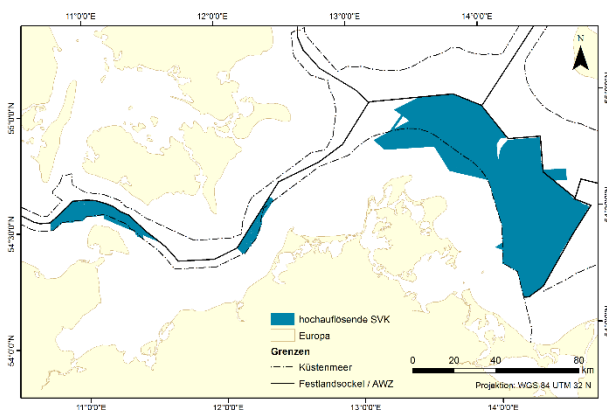 11°0'0"E 12°0'0"E 13°0'0"E 14°0'0"E
N
55°0'0"N
54°30'0"N
54°0'0"N
hochauflösende SVK
Europa
Grenzen
Küstenmeer
Festlandsockel / AWZ
0 20 40 60 80
km
Projektion: WGS 84 UTM 32 N
11°0'0"E 12°0'0"E 13°0'0"E 14°0'0"E